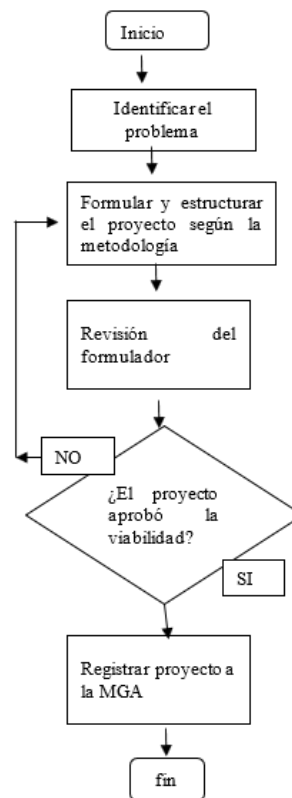 Inicio
Identificar el
problema
Formular y estructurar
el proyecto según la
metodología
Revisión del
formulador
NO
¿El proyecto
aprobó la
viabilidad?
SI
Registrar proyecto a
la MGA
fin